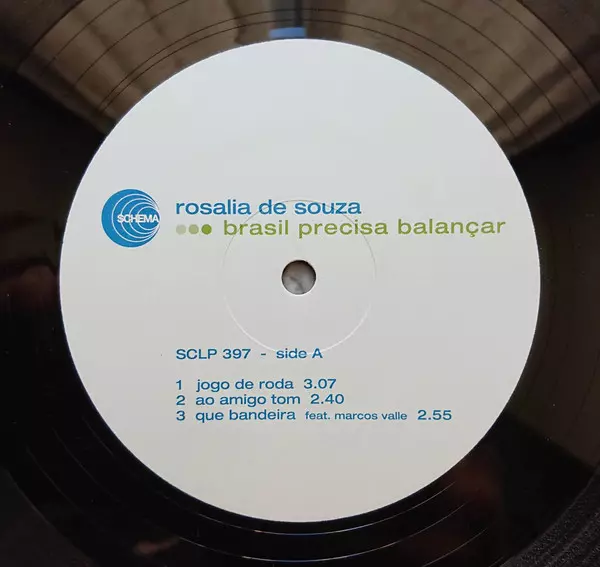 SCHEMA
rosalia de souza
brasil precisa balançar
SCLP 397 - side A
1 jogo de roda 3.07
2 ao amigo tom 2.40
3 que bandeira feat. marcos valle 2.55